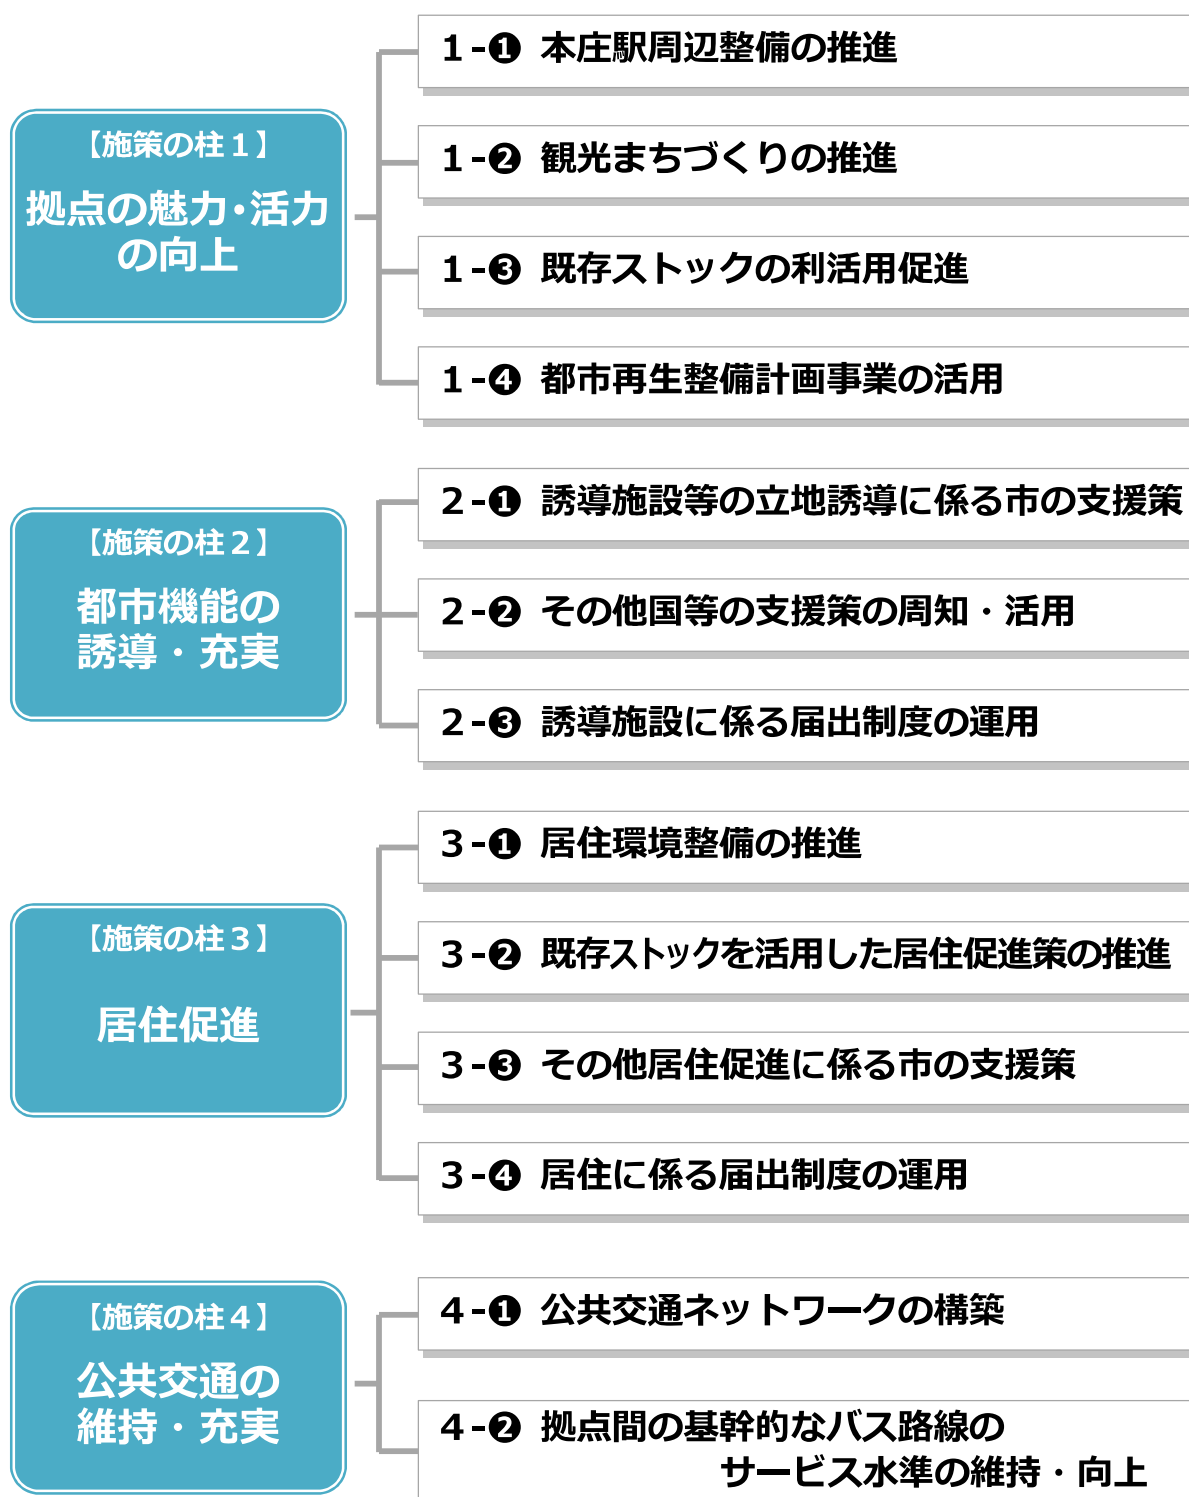 【施策の柱１】
拠点の魅力・活力
の向上
１-❶ 本庄駅周辺整備の推進
１-❷ 観光まちづくりの推進
１-❸ 既存ストックの利活用促進
１-❹ 都市再生整備計画事業の活用
【施策の柱２】
都市機能の
誘導・充実
２-❶ 誘導施設等の立地誘導に係る市の支援策
２-❷ その他国等の支援策の周知・活用
２-❸ 誘導施設に係る届出制度の運用
【施策の柱３】
居住促進
３-❶ 居住環境整備の推進
３-❷ 既存ストックを活用した居住促進策の推進
３-❸ その他居住促進に係る市の支援策
３-❹ 居住に係る届出制度の運用
【施策の柱４】
公共交通の
維持・充実
４-❶ 公共交通ネットワークの構築
４-❷ 拠点間の基幹的なバス路線の
サービス水準の維持・向上